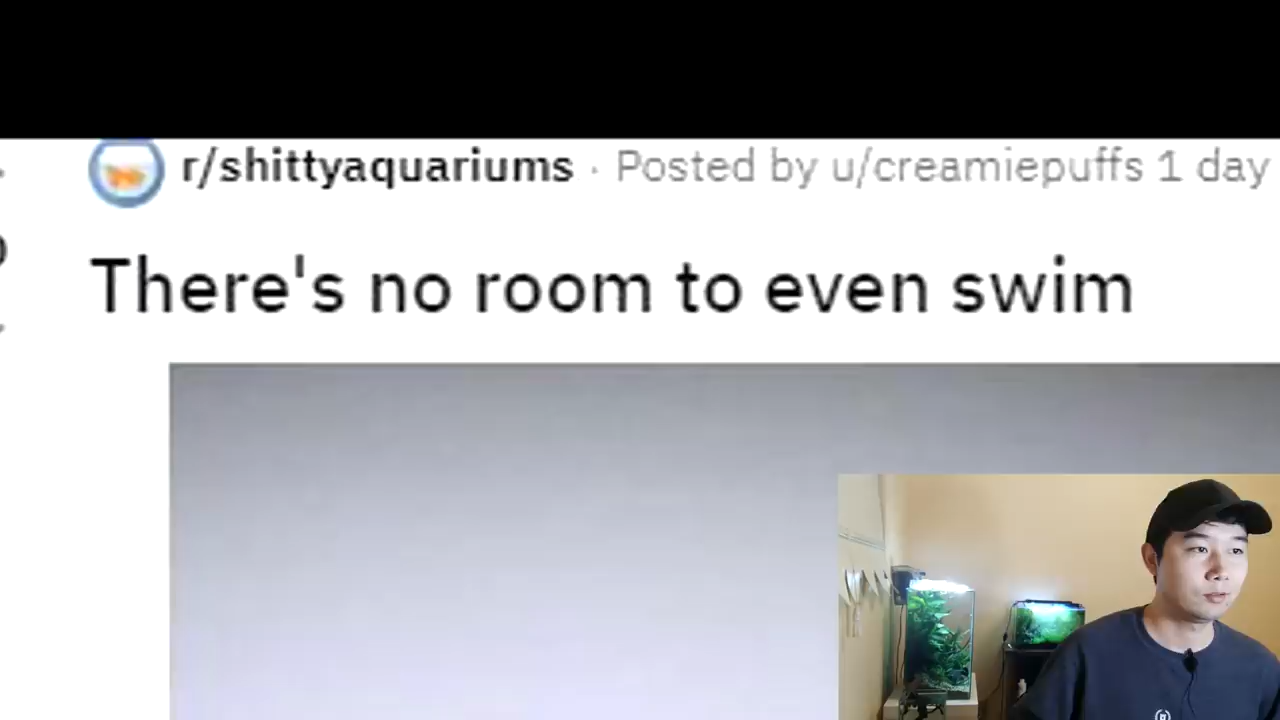 r/shittyaquariums · Posted by u/creamiepuffs 1 day
There's no room to even swim